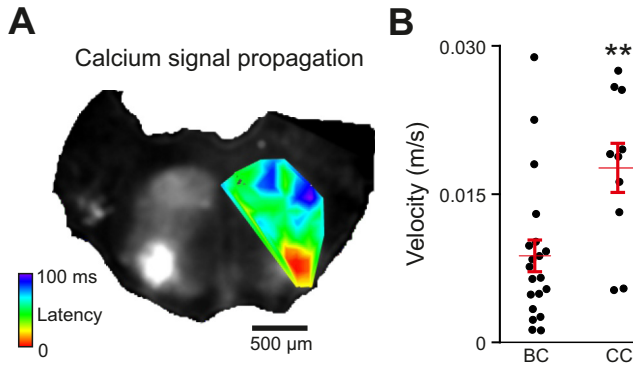 A
Calcium signal propagation
100 ms
Latency
0
500 µm
B
**
0.030
0.015
0
Velocity (m/s)
BC CC